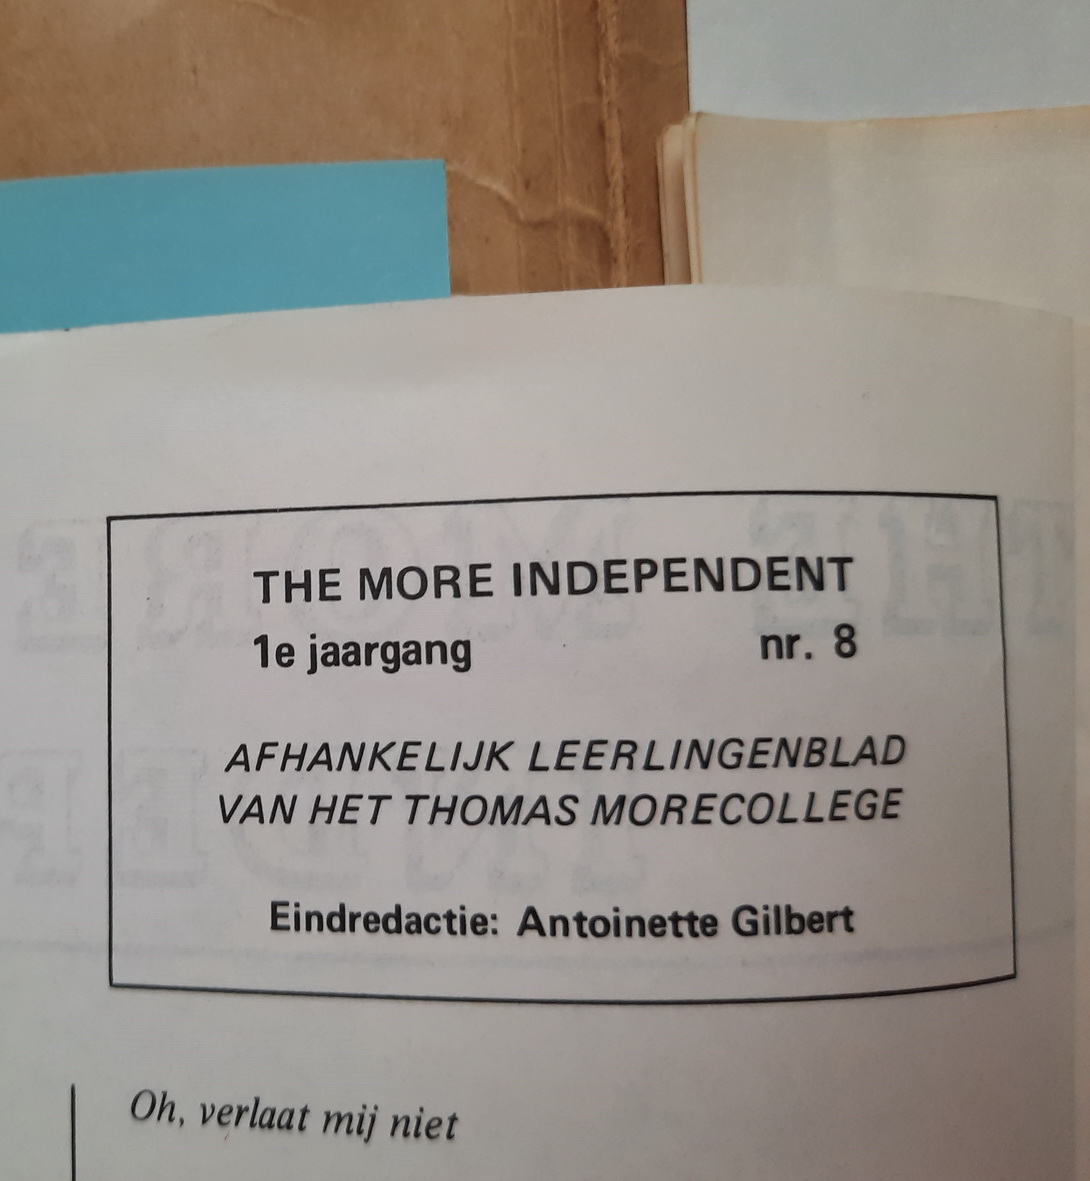 THE MORE INDEPENDENT
1e jaargang nr. 8
AFHANKELIJK LEERLINGENBLAD
VAN HET THOMAS MORECOLLEGE
Eindredactie: Antoinette Gilbert
Oh, verlaat mij niet